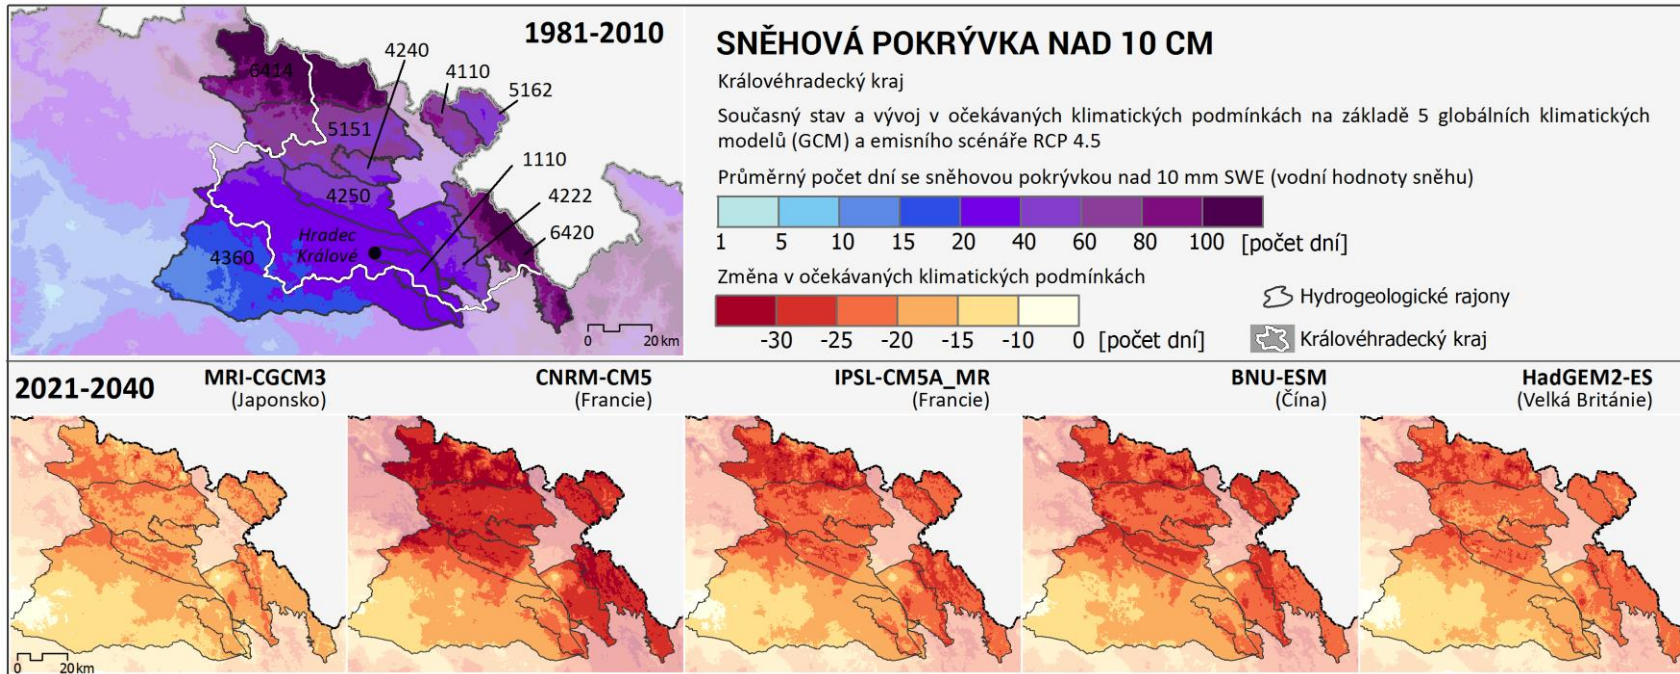 1981-2010
6414
4240
4110
5162
5151
1110
4250
4222
Hradec
Králové
6420
4360
0 20 km
SNĚHOVÁ POKRÝVKA NAD 10 CM
Královéhradecký kraj
Současný stav a vývoj v očekávaných klimatických podmínkách na základě 5 globálních klimatických
modelů (GCM) a emisního scénáře RCP 4.5
Průměrný počet dní se sněhovou pokrývkou nad 10 mm SWE (vodní hodnoty sněhu)
1 5 10 15 20 40 60 80 100 [počet dní]
Změna v očekávaných klimatických podmínkách
-30 -25 -20 -15 -10 0 [počet dní]
Hydrogeologické rajony
Královéhradecký kraj
2021-2040
MRI-CGCM3
(Japonsko)
CNRM-CM5
(Francie)
IPSL-CM5A_MR
(Francie)
BNU-ESM
(Čína)
HadGEM2-ES
(Velká Británie)
0 20 km